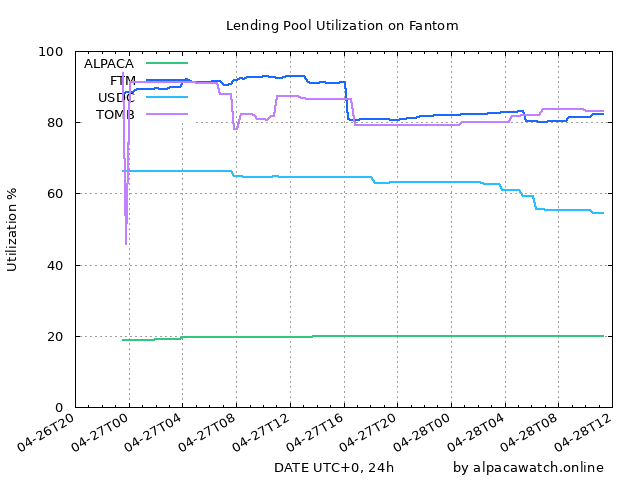 Lending Pool Utilization on Fantom
100
80
60
40
20
0
Utilization %
ALPACA
FTM
USDC
TOMB
04-26T20
04-27T00
04-27T04
04-27T08
04-27T12
04-27T16
04-27T20
04-28T00
04-28T04
04-28T08
04-28T12
DATE UTC+0, 24h
by alpacawatch.online